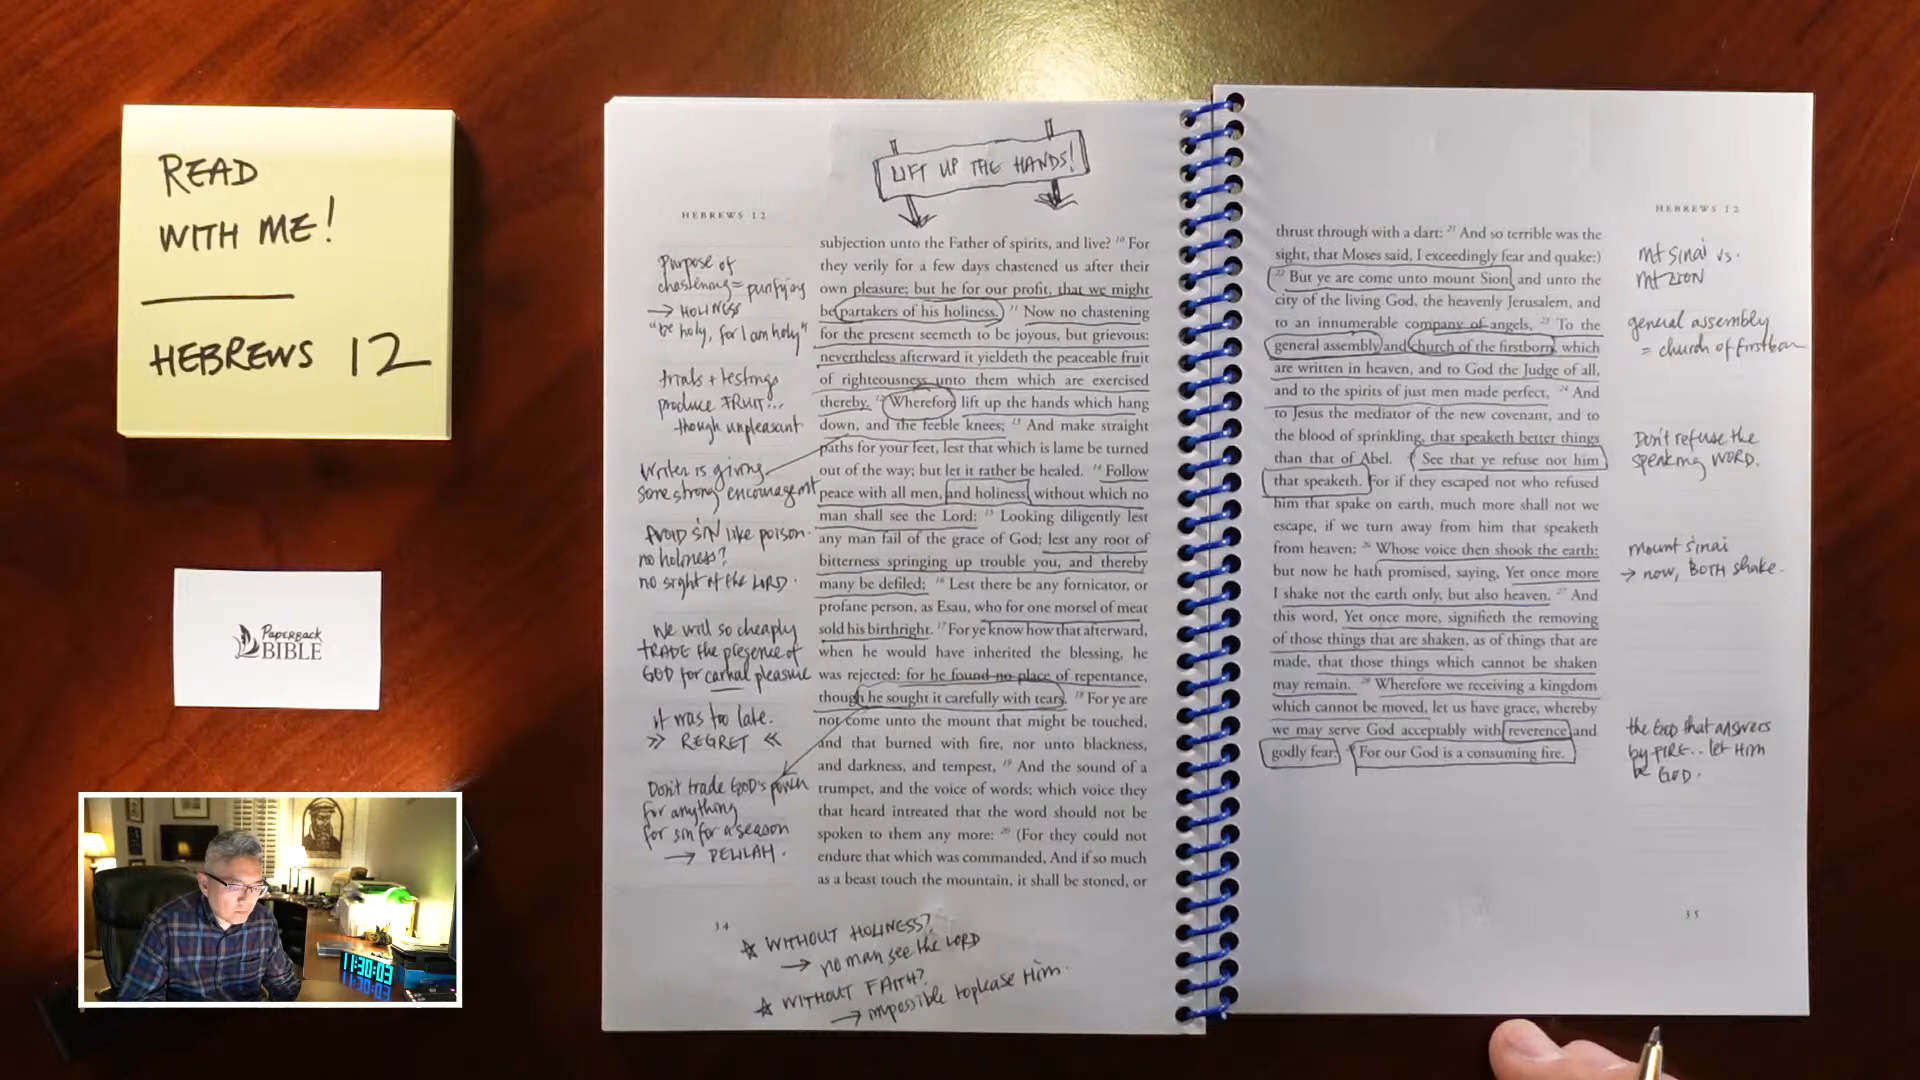 READ
WITH ME!
HEBREWS 12
Paperback
BIBLE
11:30:03
LIFT UP THE HANDS!
HEBREWS 12
Purpose of
chastening = purifying
→ HOLINESS
"be holy, for I am holy"
trials + testings
produce FRUIT...
though unpleasant
Writer is giving
some strong encouragemt
AVOID SIN like poison.
no holiness?
no sight of the LORD.
We will so cheaply
TRADE the presence of
GOD for carnal pleasure
it was too late.
» REGRET «
Don't trade GOD's power
for anything
for sin for a season
→ DELILAH.
subjection unto the Father of spirits, and live? 10 For
they verily for a few days chastened us after their
own pleasure; but he for our profit, that we might
be partakers of his holiness. 11 Now no chastening
for the present seemeth to be joyous, but grievous:
nevertheless afterward it yieldeth the peaceable fruit
of righteousness unto them which are exercised
thereby. 12 Wherefore lift up the hands which hang
down, and the feeble knees; 13 And make straight
paths for your feet, lest that which is lame be turned
out of the way; but let it rather be healed. 14 Follow
peace with all men, and holiness, without which no
man shall see the Lord: 15 Looking diligently lest
any man fail of the grace of God; lest any root of
bitterness springing up trouble you, and thereby
many be defiled; 16 Lest there be any fornicator, or
profane person, as Esau, who for one morsel of meat
sold his birthright. 17 For ye know how that afterward,
when he would have inherited the blessing, he
was rejected: for he found no place of repentance,
though he sought it carefully with tears. 18 For ye are
not come unto the mount that might be touched,
and that burned with fire, nor unto blackness,
and darkness, and tempest, 19 And the sound of a
trumpet, and the voice of words; which voice they
that heard intreated that the word should not be
spoken to them any more: 20 (For they could not
endure that which was commanded, And if so much
as a beast touch the mountain, it shall be stoned, or
34
☆ WITHOUT HOLINESS?
→ no man see the LORD
☆ WITHOUT FAITH?
→ impossible to please Him.
HEBREWS 12
thrust through with a dart: 21 And so terrible was the
sight, that Moses said, I exceedingly fear and quake:)
22 But ye are come unto mount Sion, and unto the
city of the living God, the heavenly Jerusalem, and
to an innumerable company of angels, 23 To the
general assembly and church of the firstborn, which
are written in heaven, and to God the Judge of all,
and to the spirits of just men made perfect, 24 And
to Jesus the mediator of the new covenant, and to
the blood of sprinkling, that speaketh better things
than that of Abel. 25 See that ye refuse not him
that speaketh. For if they escaped not who refused
him that spake on earth, much more shall not we
escape, if we turn away from him that speaketh
from heaven: 26 Whose voice then shook the earth:
but now he hath promised, saying, Yet once more
I shake not the earth only, but also heaven. 27 And
this word, Yet once more, signifieth the removing
of those things that are shaken, as of things that are
made, that those things which cannot be shaken
may remain. 28 Wherefore we receiving a kingdom
which cannot be moved, let us have grace, whereby
we may serve God acceptably with reverence and
godly fear: 29 For our God is a consuming fire.
mt sinai vs.
mt ZION
general assembly
= church of firstborn
Don't refuse the
speaking WORD.
mount sinai
→ now, BOTH shake.
the GOD that answers
by FIRE.. let Him
be GOD.
35